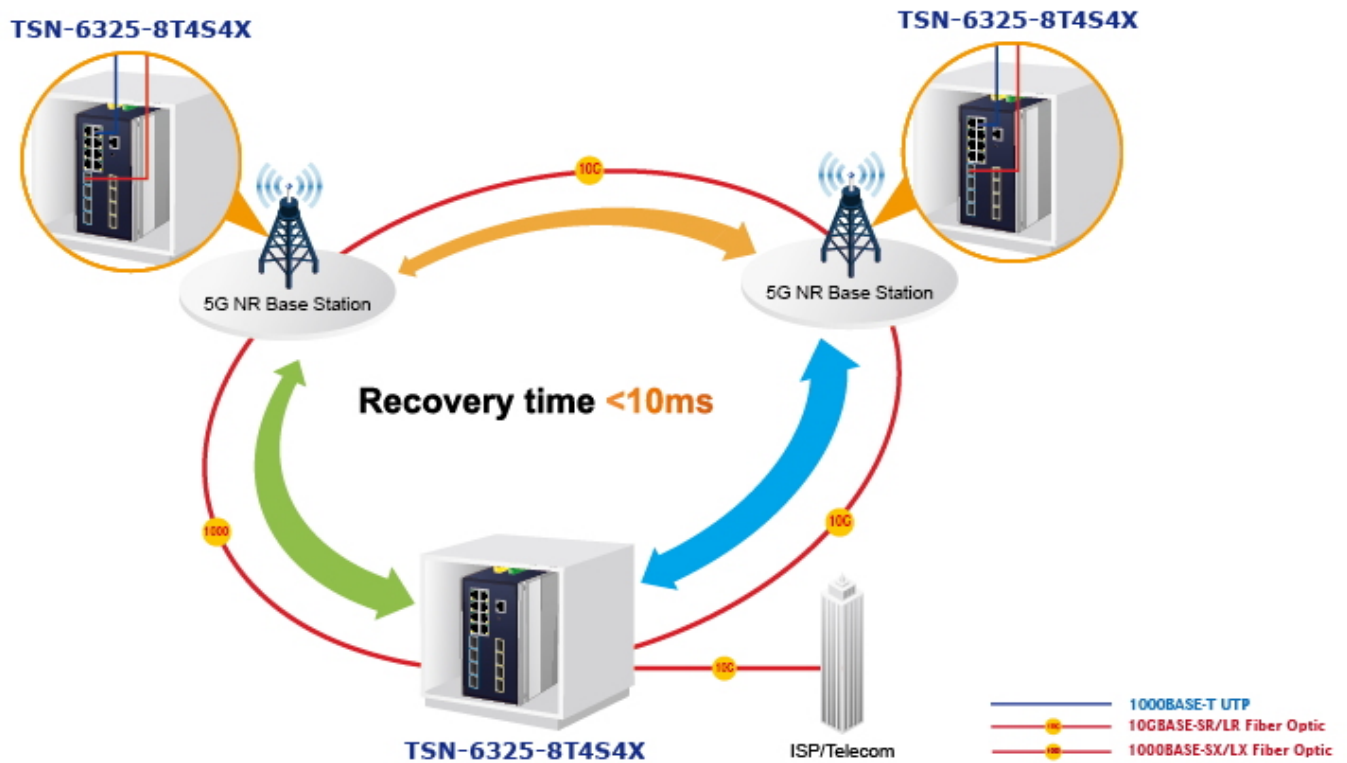 TSN-6325-8T4S4X
TSN-6325-8T4S4X
10G
5G NR Base Station
5G NR Base Station
Recovery time <10ms
1000
10G
10G
TSN-6325-8T4S4X
ISP/Telecom
1000BASE-T UTP
10GBASE-SR/LR Fiber Optic
1000BASE-SX/LX Fiber Optic